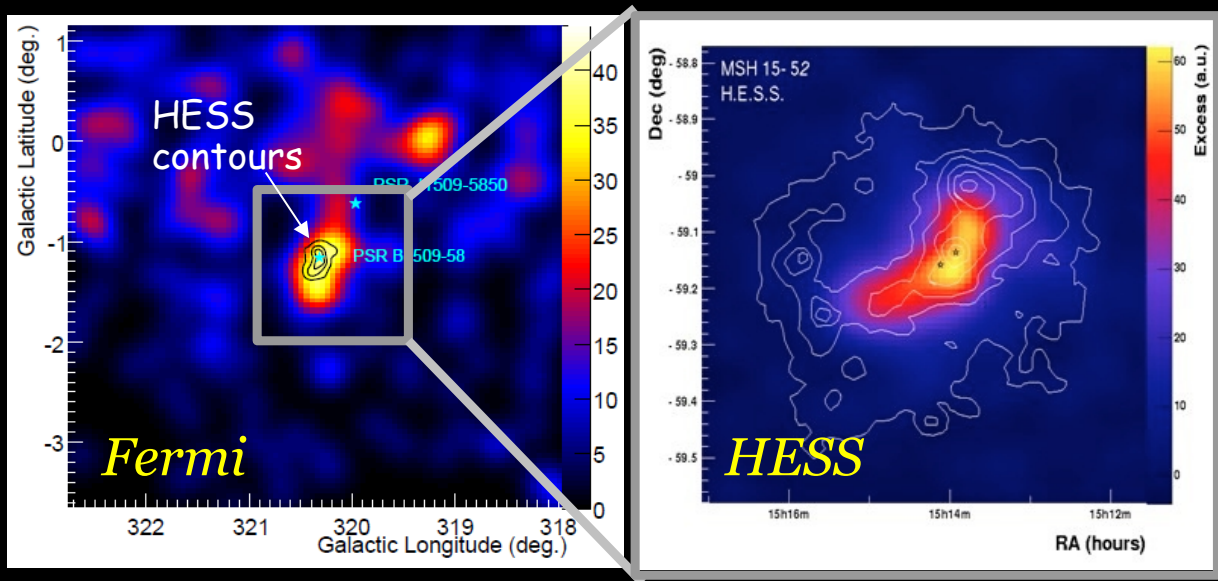 HESS
contours
PSR J1509-5850
PSR B1509-58
Fermi
Galactic Latitude (deg.)
1
0
-1
-2
-3
322
321
320
319
318
Galactic Longitude (deg.)
40
35
30
25
20
15
10
5
0
MSH 15- 52
H.E.S.S.
HESS
Dec (deg)
- 58.8
- 58.9
- 59
- 59.1
- 59.2
- 59.3
- 59.4
- 59.5
15h16m
15h14m
15h12m
RA (hours)
Excess (a.u.)
60
50
40
30
20
10
0